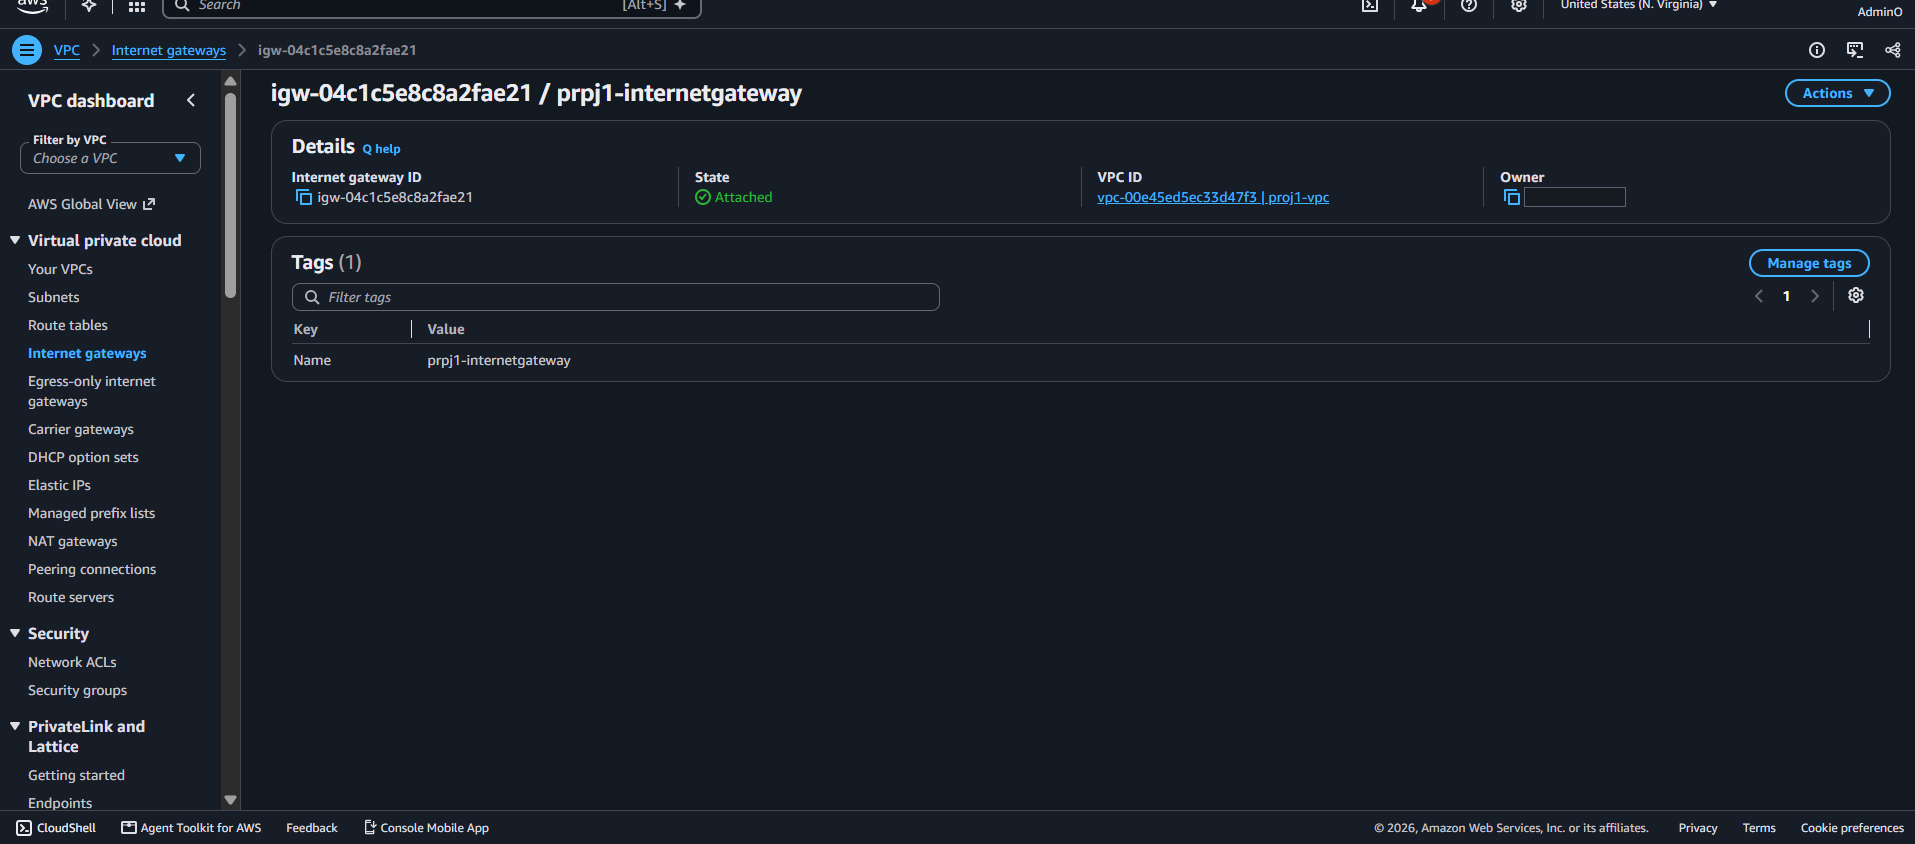 aws
Search
[Alt+S]
United States (N. Virginia)
AdminO
VPC
Internet gateways
igw-04c1c5e8c8a2fae21
VPC dashboard
Filter by VPC
Choose a VPC
AWS Global View
Virtual private cloud
Your VPCs
Subnets
Route tables
Internet gateways
Egress-only internet
gateways
Carrier gateways
DHCP option sets
Elastic IPs
Managed prefix lists
NAT gateways
Peering connections
Route servers
Security
Network ACLs
Security groups
PrivateLink and
Lattice
Getting started
Endpoints
igw-04c1c5e8c8a2fae21 / prpj1-internetgateway
Actions
Details Q help
Internet gateway ID
igw-04c1c5e8c8a2fae21
State
Attached
VPC ID
vpc-00e45ed5ec33d47f3 | proj1-vpc
Owner
Tags (1)
Manage tags
Filter tags
1
Key Value
Name prpj1-internetgateway
CloudShell Agent Toolkit for AWS Feedback Console Mobile App
© 2026, Amazon Web Services, Inc. or its affiliates. Privacy Terms Cookie preferences